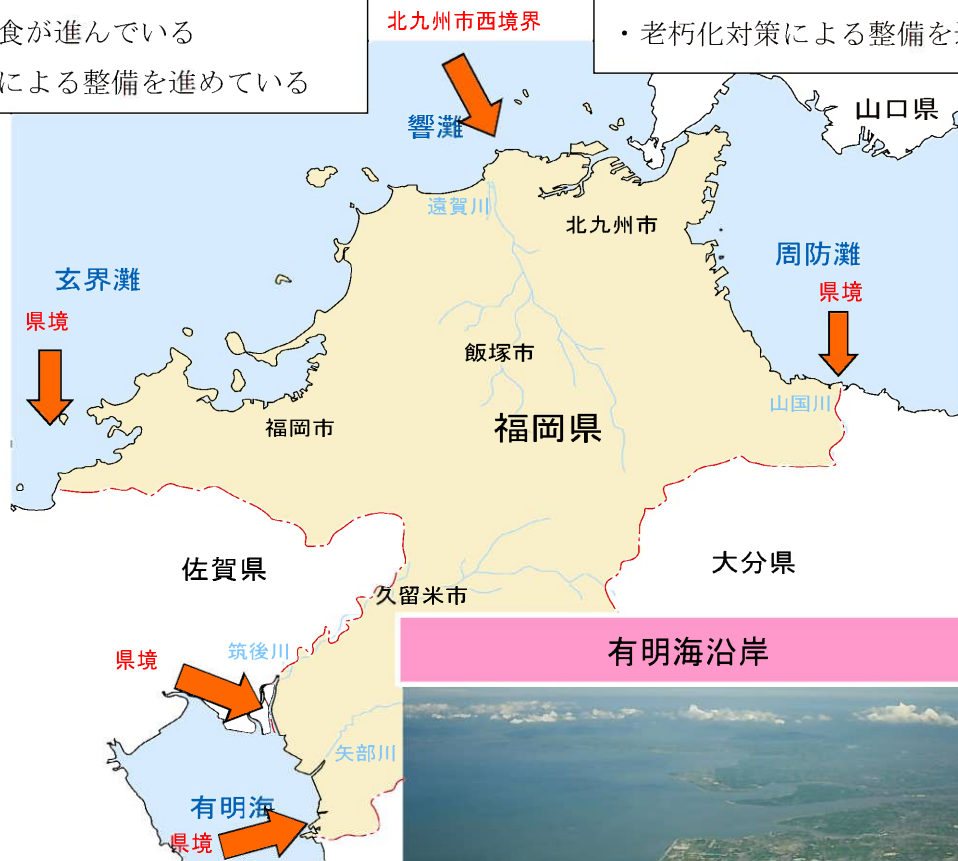 食が進んでいる
による整備を進めている
北九州市西境界
・老朽化対策による整備を
山口県
響灘
遠賀川
北九州市
周防灘
玄界灘
県境
県境
飯塚市
山国川
福岡市
福岡県
佐賀県
大分県
久留米市
筑後川
県境
有明海沿岸
矢部川
有明海
県境